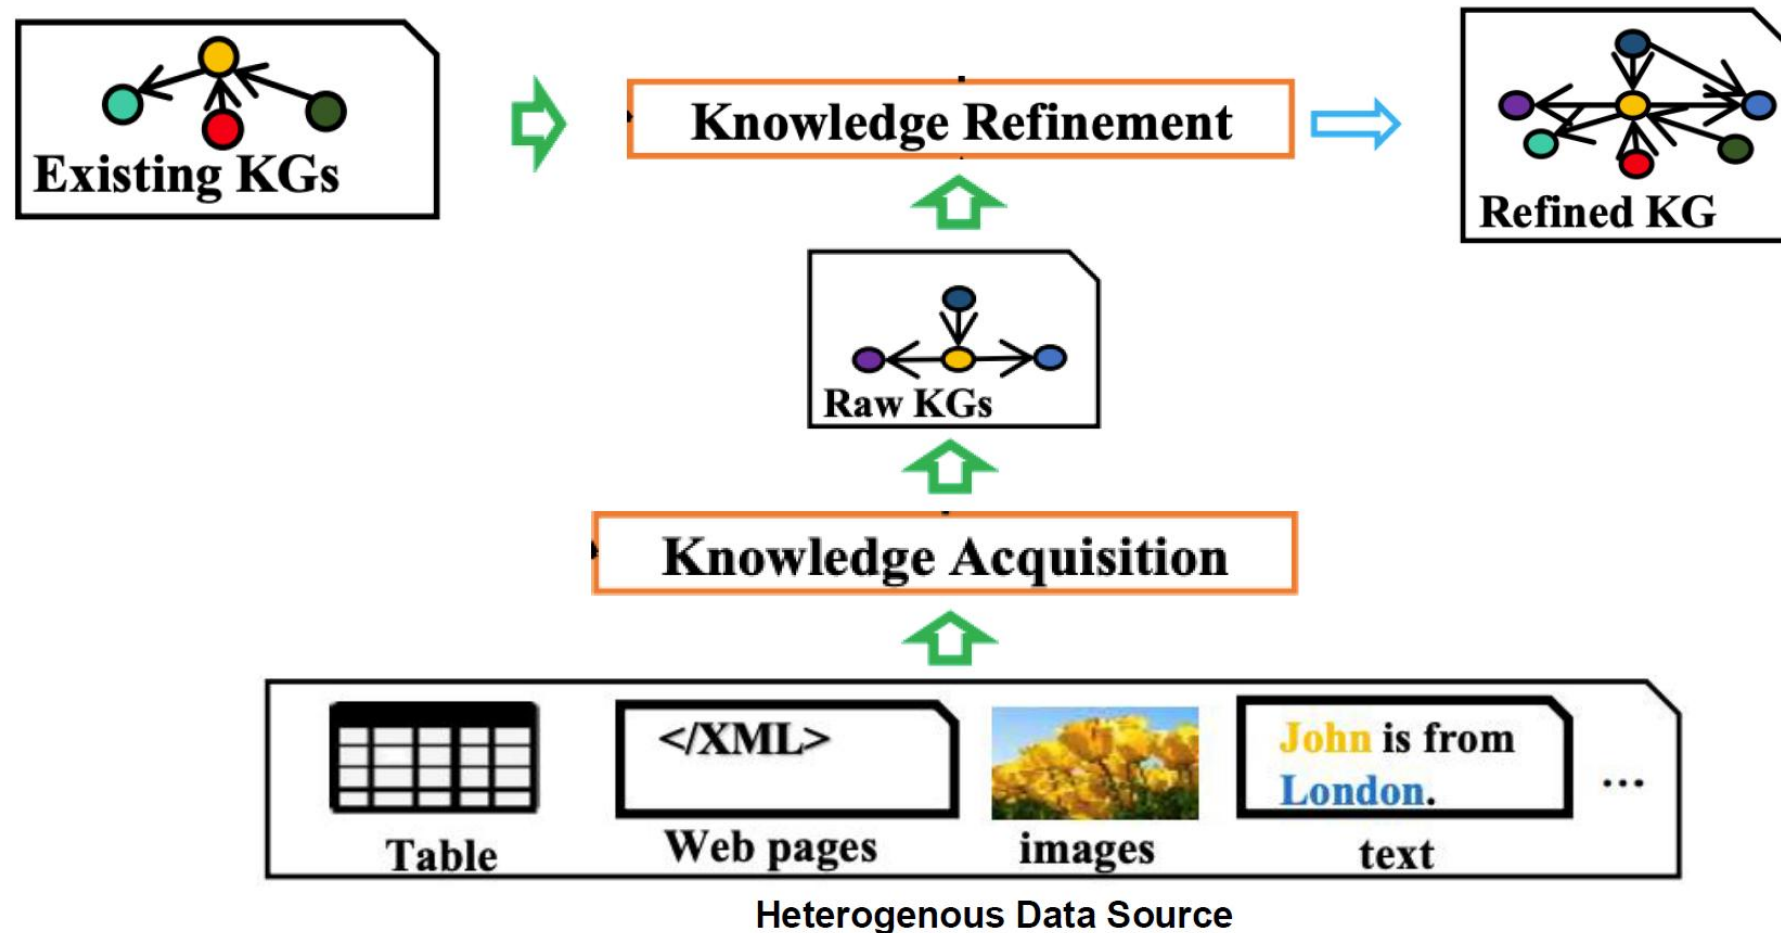 Existing KGs
Knowledge Refinement
Refined KG
Raw KGs
Knowledge Acquisition
</XML>
John is from
London.
...
Table
Web pages
images
text
Heterogenous Data Source